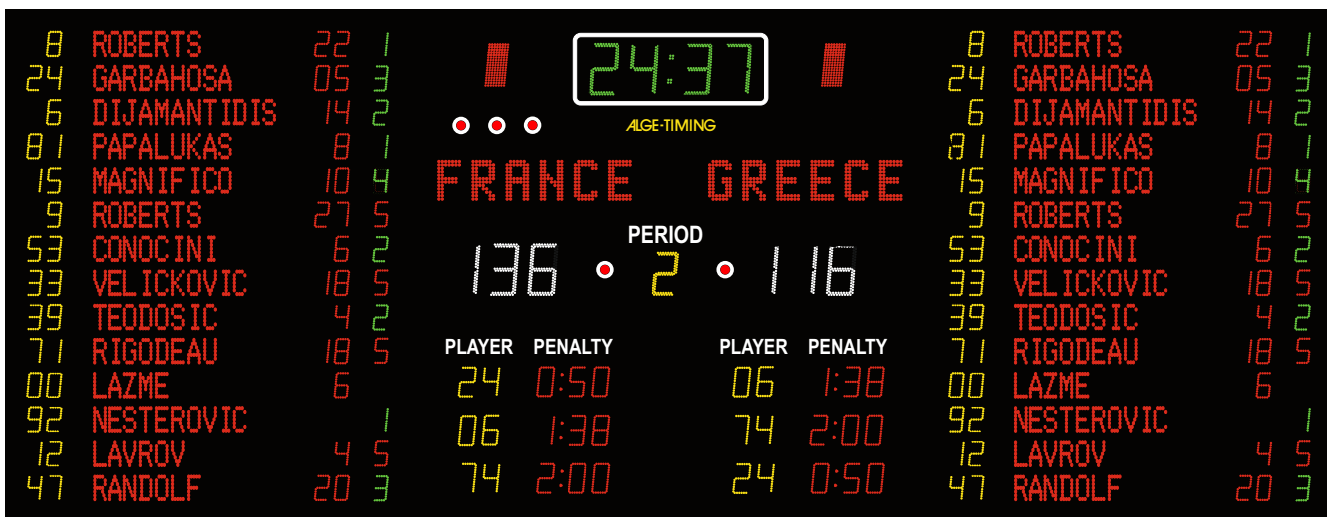 8 ROBERTS 22 1
24 GARBAHOSA 05 3
6 DIJAMANTIDIS 14 2
81 PAPALUKAS 8 1
15 MAGNIFICO 10 4
9 ROBERTS 27 5
53 CONOCINI 6 2
33 VELICKOVIC 18 5
39 TEODOSIC 4 2
71 RIGODEAU 18 5
00 LAZME 6
92 NESTEROVIC 1
12 LAVROV 4 5
47 RANDOLF 20 3
24:37
ALGE-TIMING
FRANCE GREECE
PERIOD
136 2 116
PLAYER PENALTY PLAYER PENALTY
24 0:50 06 1:38
06 1:38 74 2:00
74 2:00 24 0:50
8 ROBERTS 22 1
24 GARBAHOSA 05 3
6 DIJAMANTIDIS 14 2
81 PAPALUKAS 8 1
15 MAGNIFICO 10 4
9 ROBERTS 27 5
53 CONOCINI 6 2
33 VELICKOVIC 18 5
39 TEODOSIC 4 2
71 RIGODEAU 18 5
00 LAZME 6
92 NESTEROVIC 1
12 LAVROV 4 5
47 RANDOLF 20 3